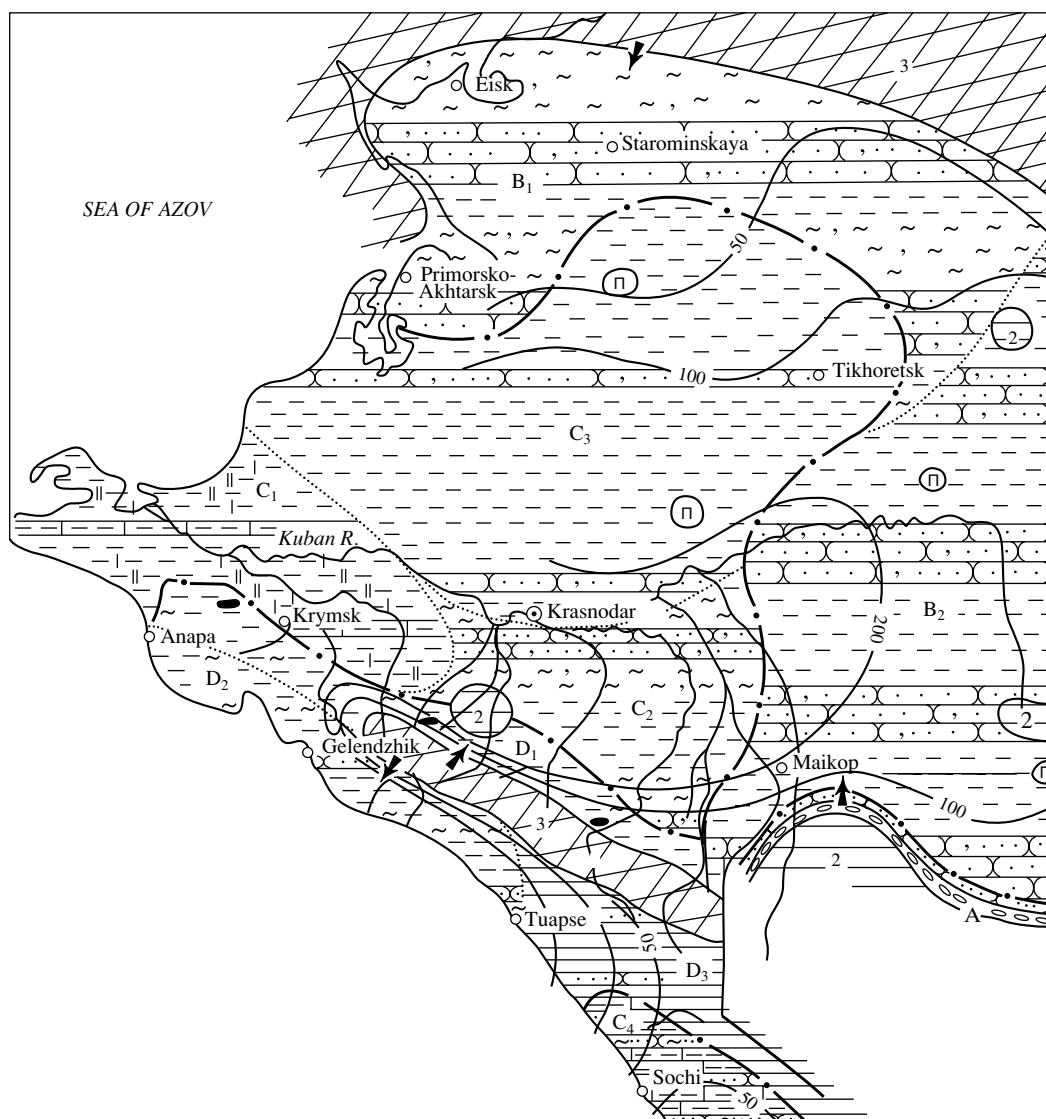 3
Eisk
Starominskaya
B1
SEA OF AZOV
50
Primorsko-
Akhtarsk
П
2
100
Tikhoretsk
C3
C1
П
П
Kuban R.
Krasnodar
B2
Krymsk
200
Anapa
D2
C2
2
2
Gelendzhik
D1
Maikop
П
100
3
2
A
Tuapse
50
D3
C4
Sochi
50